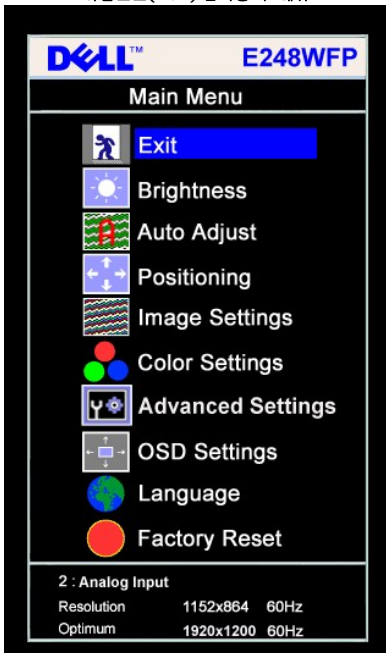 DELL™ E248WFP
Main Menu
Exit
Brightness
Auto Adjust
Positioning
Image Settings
Color Settings
Advanced Settings
OSD Settings
Language
Factory Reset
2 : Analog Input
Resolution 1152x864 60Hz
Optimum 1920x1200 60Hz